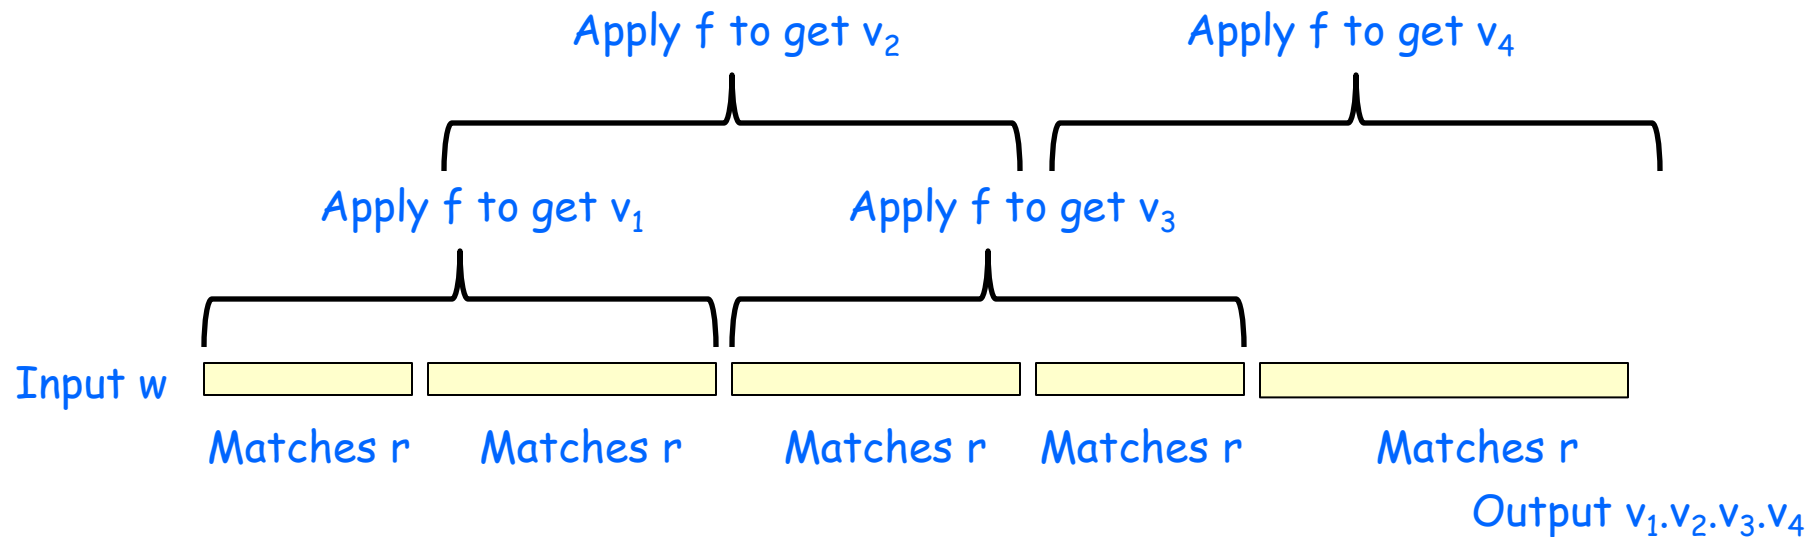 Apply f to get v₂
Apply f to get v₄
Apply f to get v₁
Apply f to get v₃
Input w
Matches r
Matches r
Matches r
Matches r
Matches r
Output v₁.v₂.v₃.v₄